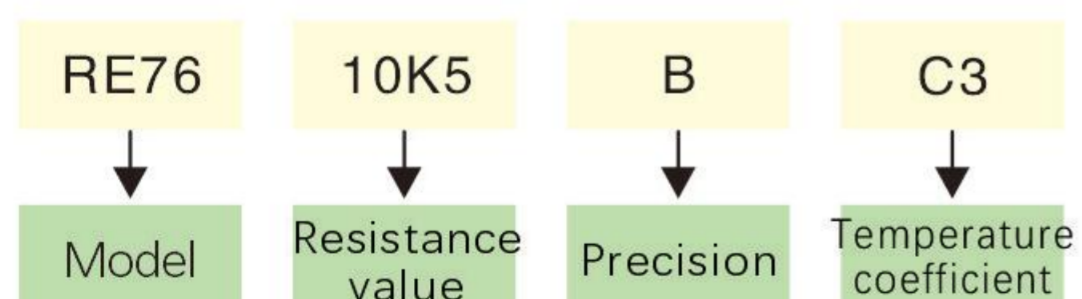 RE76 10K5 B C3
Model Resistance value Precision Temperature coefficient